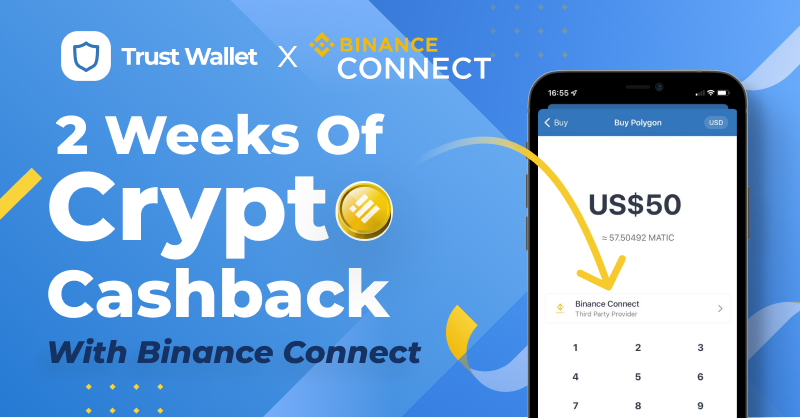 Trust Wallet X BINANCE
CONNECT
2 Weeks Of
Crypto
Cashback
With Binance Connect
16:55
Buy
Buy Polygon
USD
US$50
≈ 57.50492 MATIC
Binance Connect
Third Party Provider
1 2 3
4 5 6
7 8 9